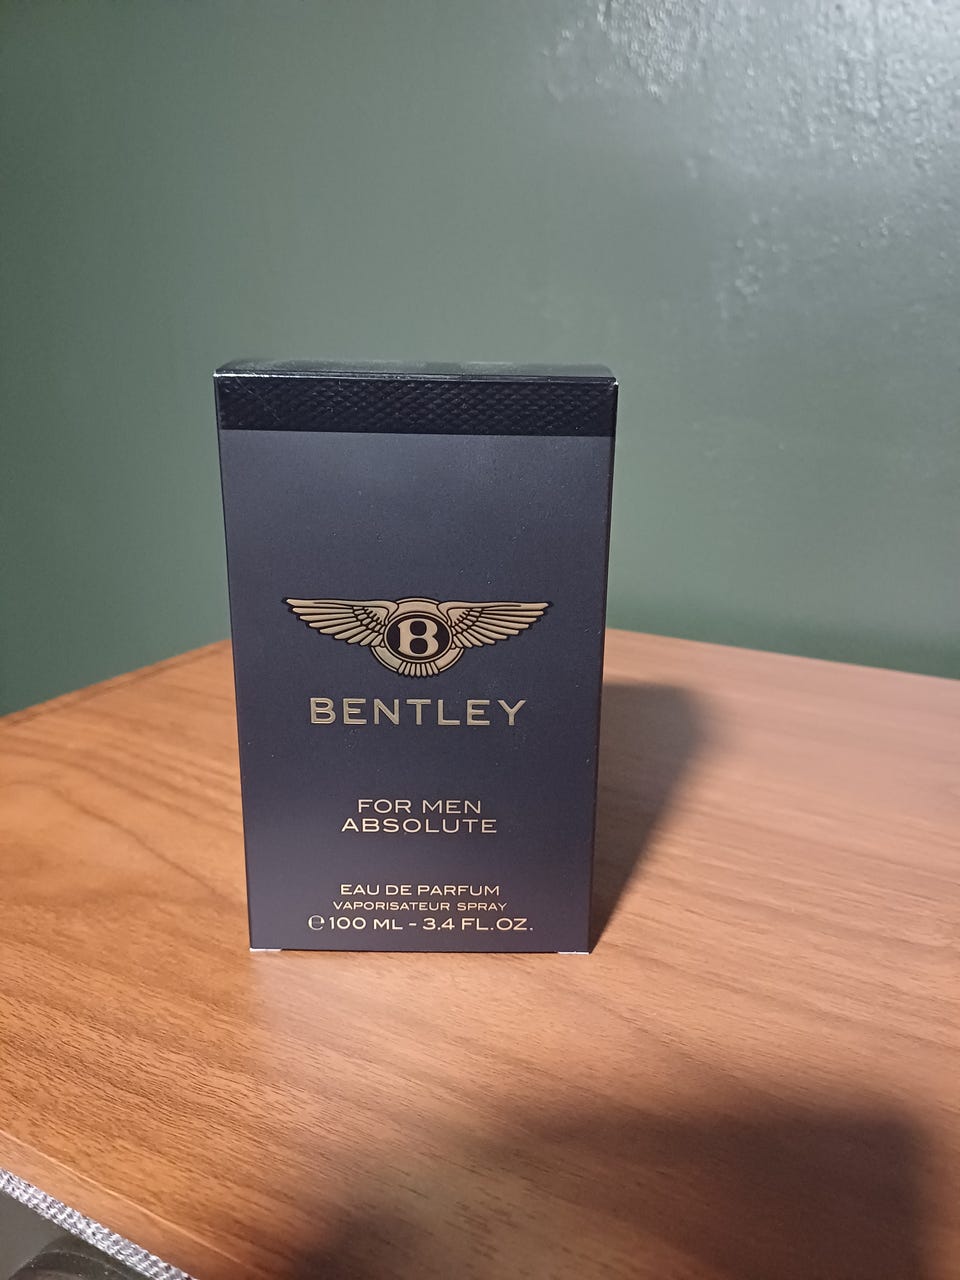 B
BENTLEY
FOR MEN
ABSOLUTE
EAU DE PARFUM
VAPORISATEUR SPRAY
℮ 100 ML - 3.4 FL.OZ.